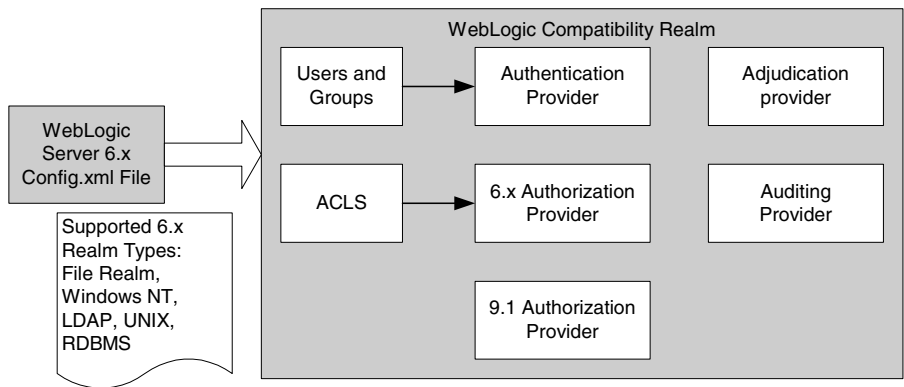 WebLogic Compatibility Realm
Users and
Groups
Authentication
Provider
Adjudication
provider
WebLogic
Server 6.x
Config.xml File
ACLS
6.x Authorization
Provider
Auditing
Provider
Supported 6.x
Realm Types:
File Realm,
Windows NT,
LDAP, UNIX,
RDBMS
9.1 Authorization
Provider